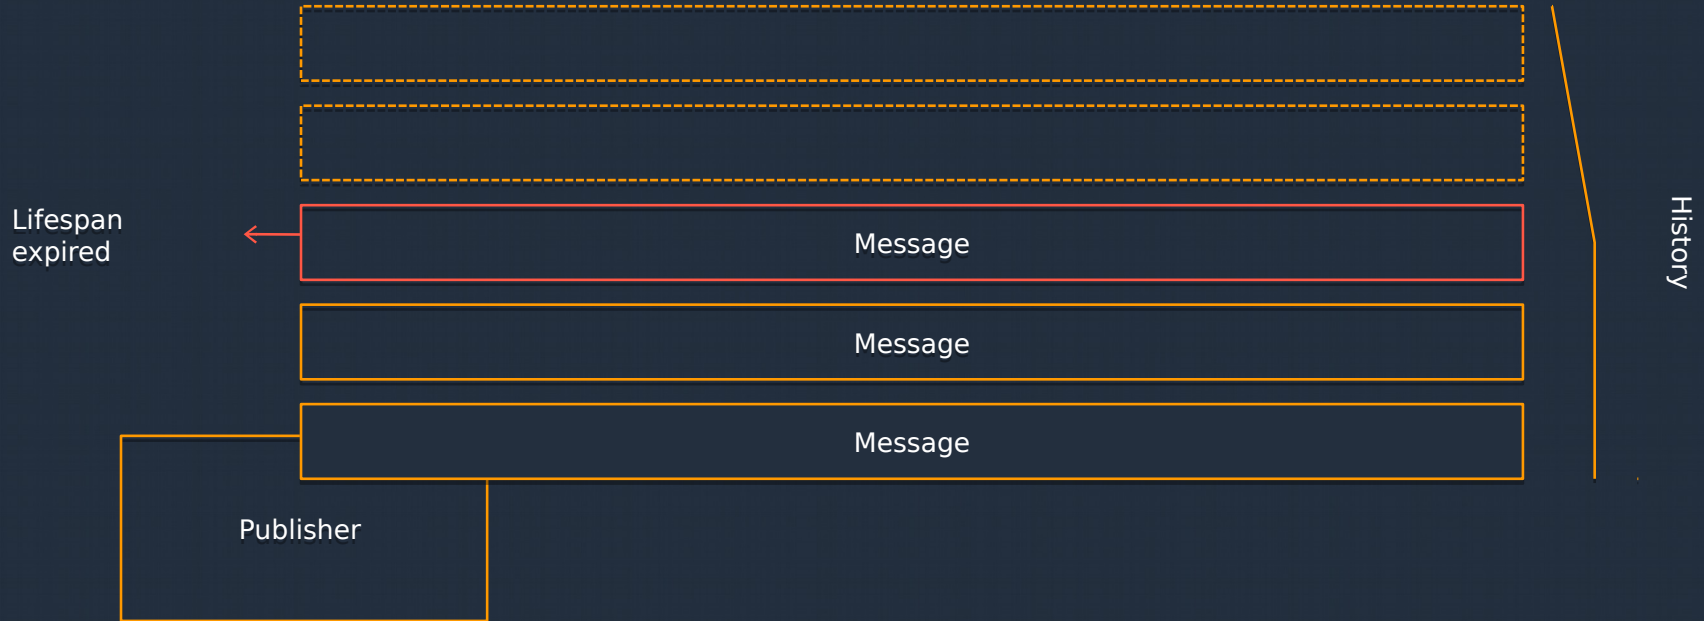 Lifespan
expired
Message
Message
Message
Publisher
History